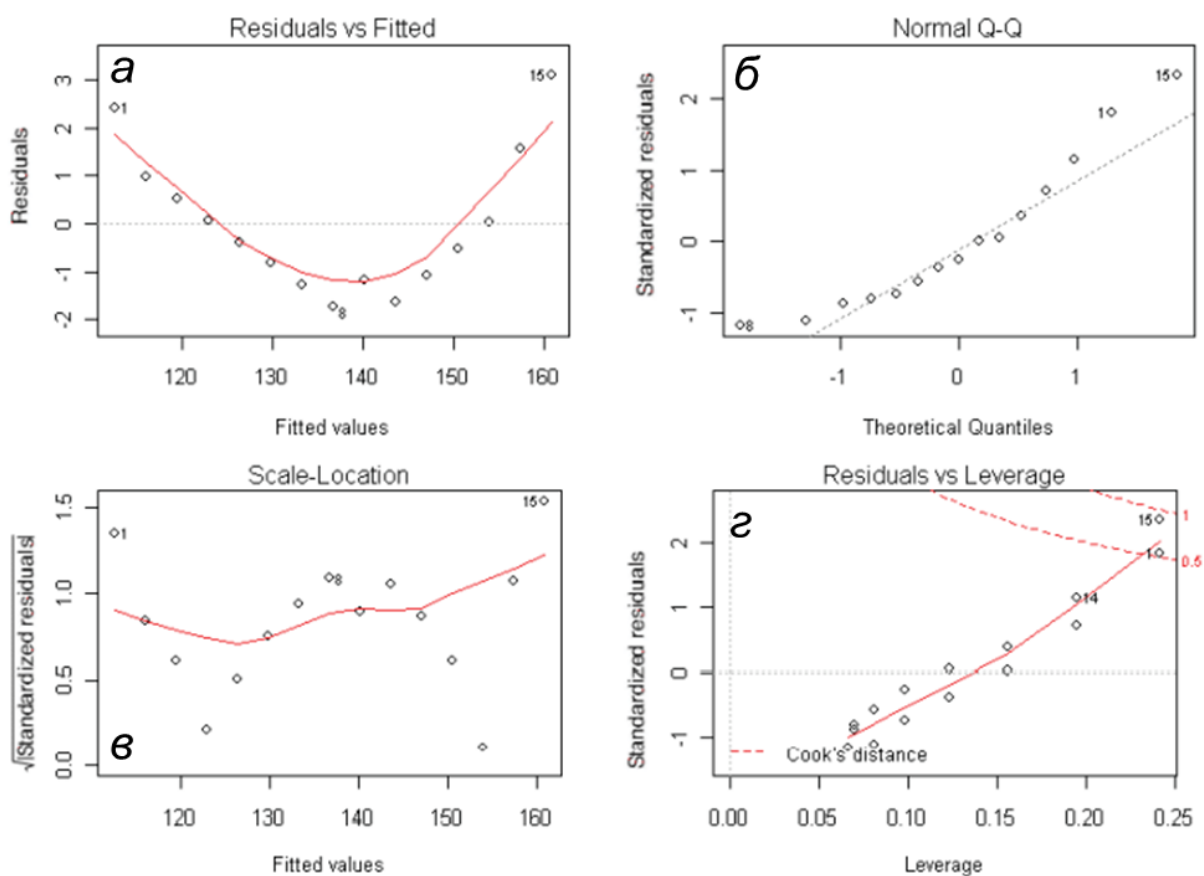 Residuals vs Fitted
а
Residuals
3
2
1
0
-1
-2
1
15
8
120 130 140 150 160
Fitted values
Normal Q-Q
б
Standardized residuals
2
1
0
-1
15
1
8
-1 0 1
Theoretical Quantiles
Scale-Location
в
√|Standardized residuals|
1.5
1.0
0.5
0.0
1
15
8
120 130 140 150 160
Fitted values
Residuals vs Leverage
г
Standardized residuals
2
1
0
-1
15
1
14
1
0.5
Cook's distance
0.00 0.05 0.10 0.15 0.20 0.25
Leverage